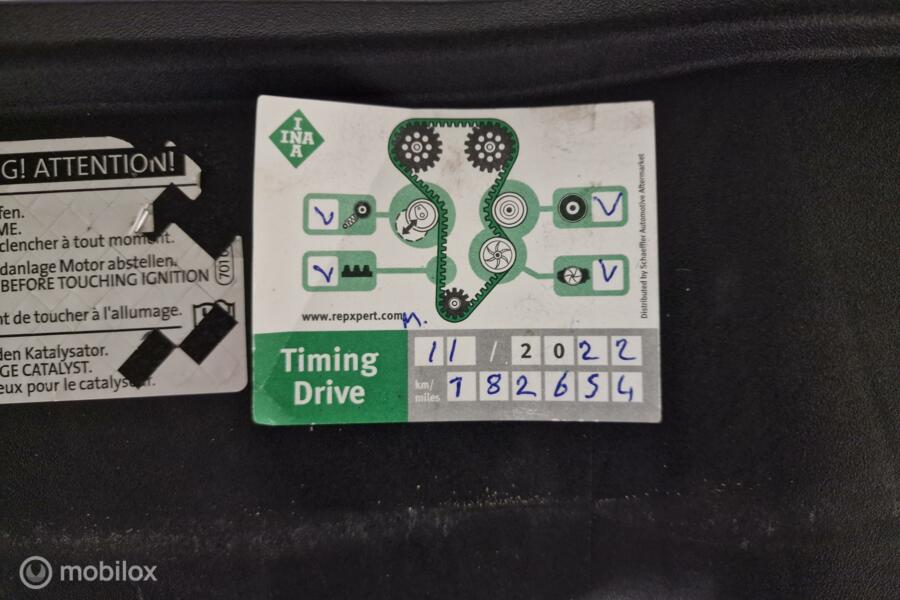 G! ATTENTION!
fen.
ME.
clencher à tout moment.
danlage Motor abstellen.
BEFORE TOUCHING IGNITION
nt de toucher à l'allumage.
den Katalysator.
GE CATALYST.
eux pour le catalyseur.
INA
INA
www.repxpert.com
Distributed by Schaeffler Automotive Aftermarket
Timing
Drive
11 / 2022
km/
miles
182654
mobilox